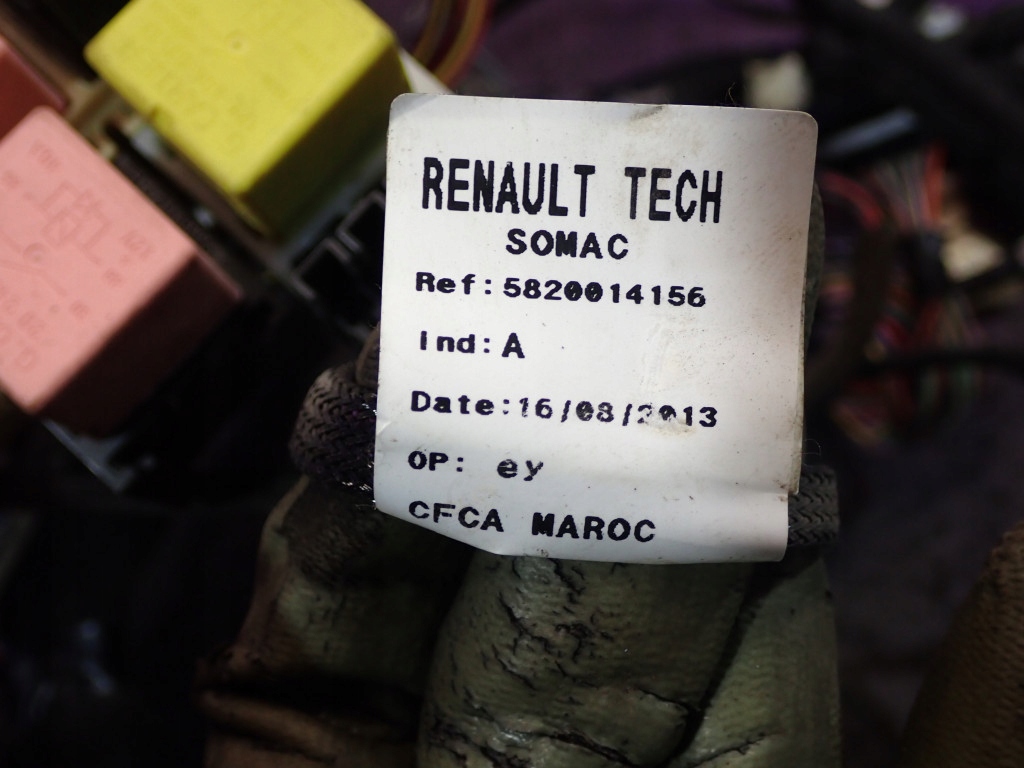 RENAULT TECH
SOMAC
Ref:5820014156
Ind:A
Date:16/08/2013
OP: ey
CFCA MAROC